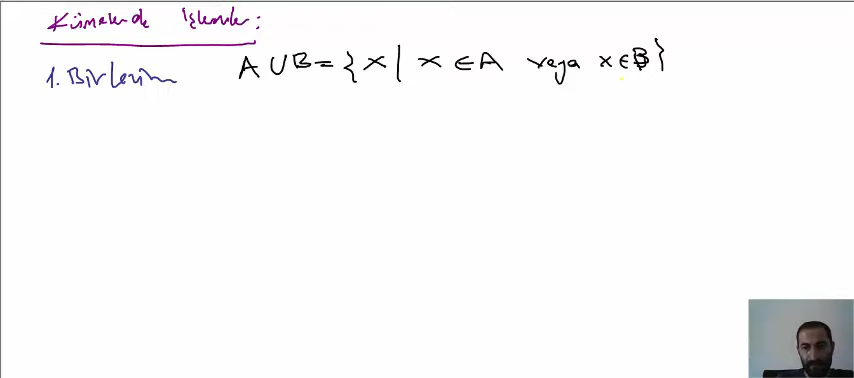 Kümelerde İşlemler:
1. Birleşim A ∪ B = { x | x ∈ A veya x ∈ B }